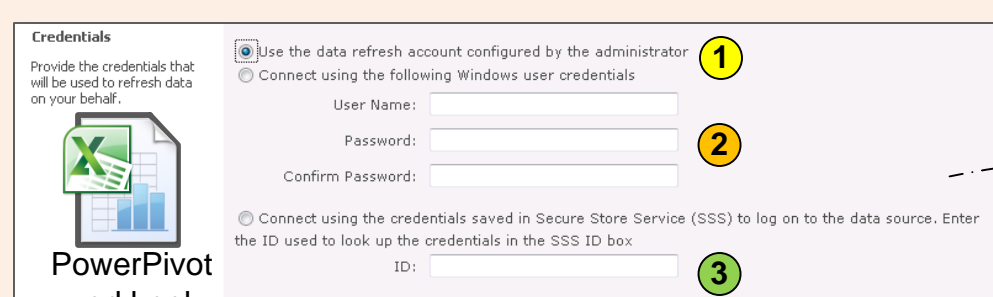 Credentials
Provide the credentials that
will be used to refresh data
on your behalf.
PowerPivot
Use the data refresh account configured by the administrator
1
Connect using the following Windows user credentials
User Name:
Password:
2
Confirm Password:
Connect using the credentials saved in Secure Store Service (SSS) to log on to the data source. Enter
the ID used to look up the credentials in the SSS ID box
ID:
3